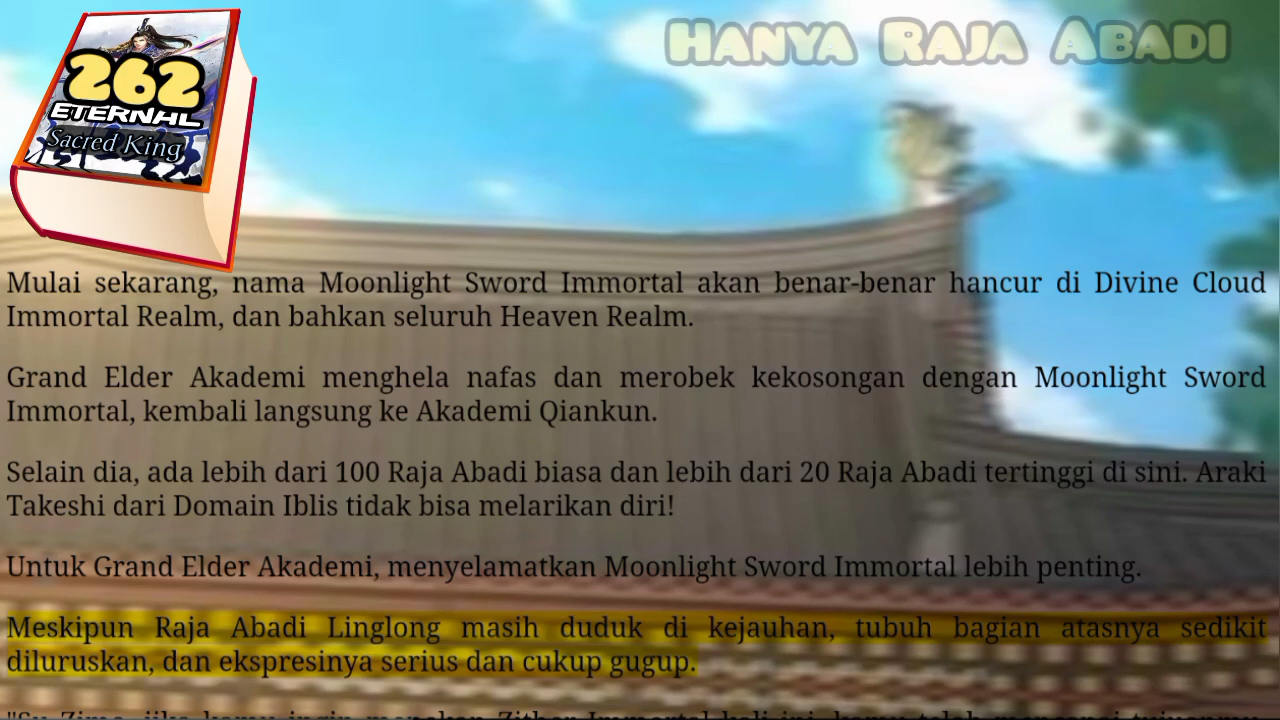 Hanya Raja Abadi
262
ETERNAL
Sacred King
Mulai sekarang, nama Moonlight Sword Immortal akan benar-benar hancur di Divine Cloud
Immortal Realm, dan bahkan seluruh Heaven Realm.
Grand Elder Akademi menghela nafas dan merobek kekosongan dengan Moonlight Sword
Immortal, kembali langsung ke Akademi Qiankun.
Selain dia, ada lebih dari 100 Raja Abadi biasa dan lebih dari 20 Raja Abadi tertinggi di sini. Araki
Takeshi dari Domain Iblis tidak bisa melarikan diri!
Untuk Grand Elder Akademi, menyelamatkan Moonlight Sword Immortal lebih penting.
Meskipun Raja Abadi Linglong masih duduk di kejauhan, tubuh bagian atasnya sedikit
diluruskan, dan ekspresinya serius dan cukup gugup.